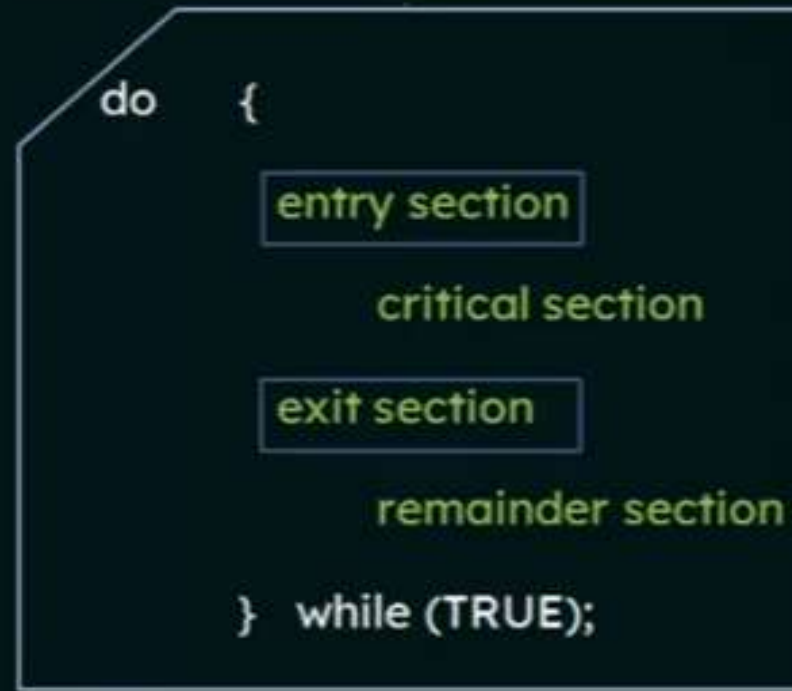 do {
entry section
critical section
exit section
remainder section
} while (TRUE);